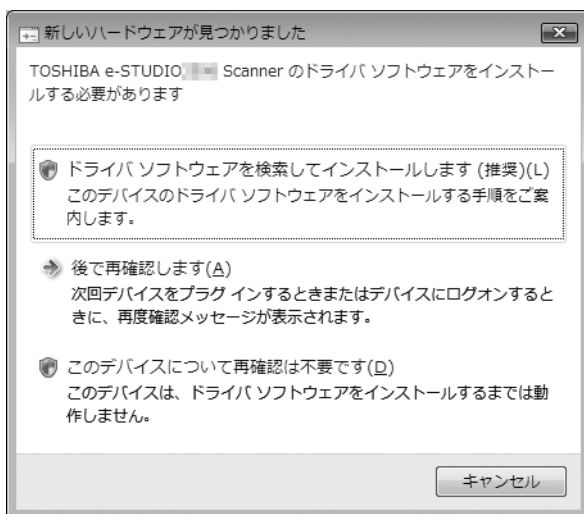 新しいハードウェアが見つかりました
TOSHIBA e-STUDIO Scanner のドライバ ソフトウェアをインストー
ルする必要があります
ドライバ ソフトウェアを検索してインストールします (推奨)(L)
このデバイスのドライバ ソフトウェアをインストールする手順をご案
内します。
後で再確認します(A)
次回デバイスをプラグ インするときまたはデバイスにログオンすると
きに、再度確認メッセージが表示されます。
このデバイスについて再確認は不要です(D)
このデバイスは、ドライバ ソフトウェアをインストールするまでは動
作しません。
キャンセル